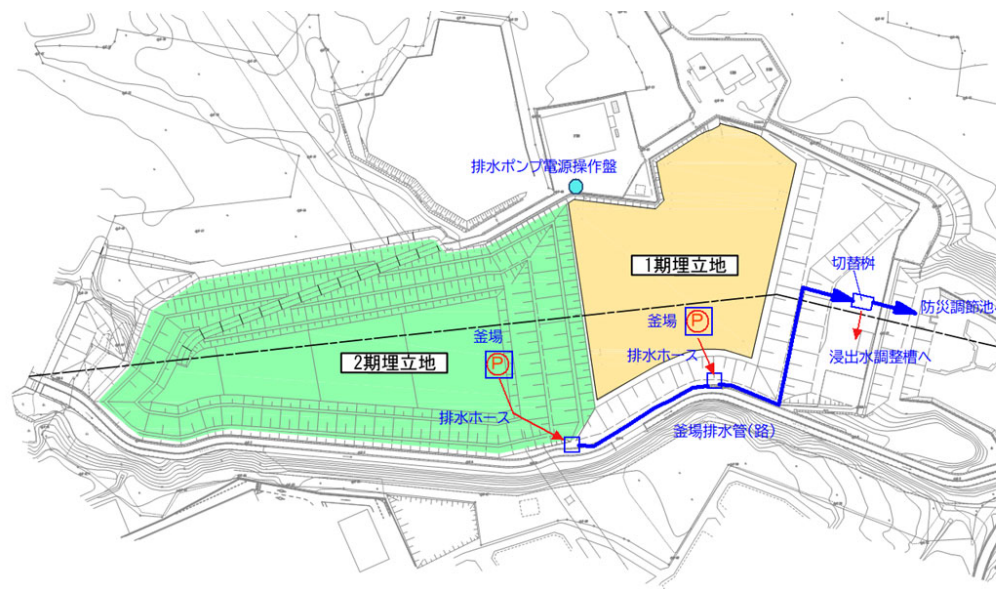 排水ポンプ電源操作盤
1期埋立地
切替桝
防災調節池へ
釜場
P
浸出水調整槽へ
排水ホース
釜場
2期埋立地
P
排水ホース
釜場排水管(路)